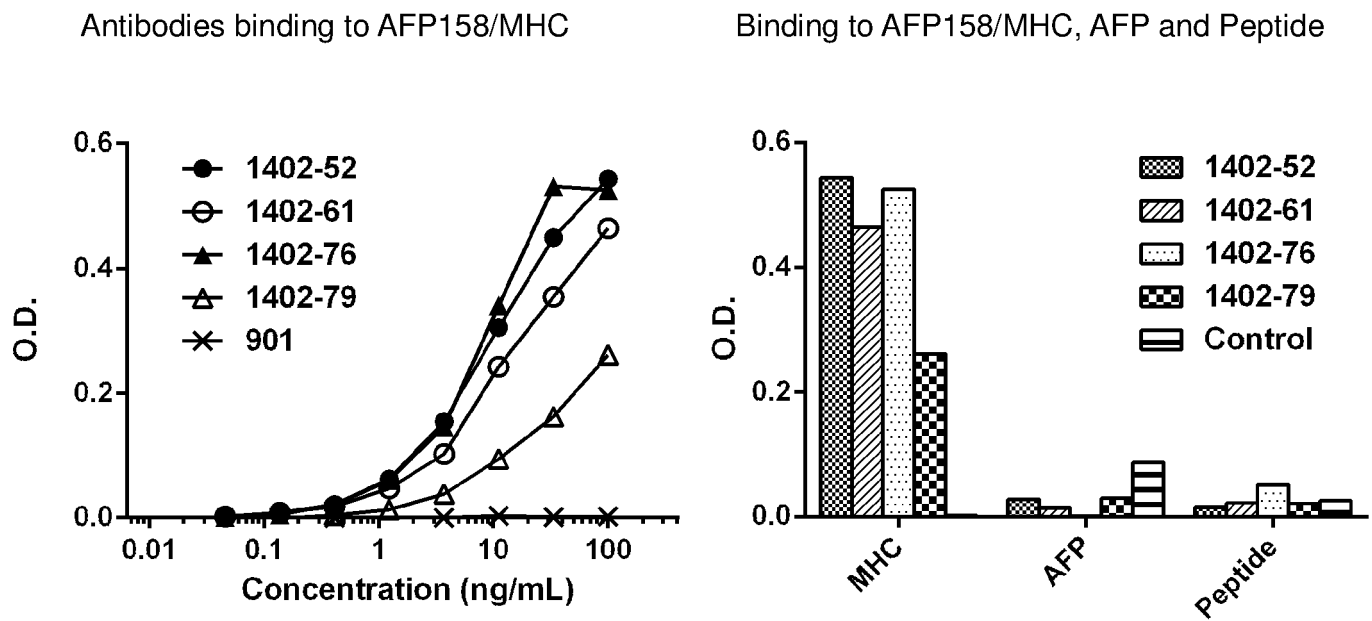 Antibodies binding to AFP158/MHC
0.6
0.4
0.2
0.0
O.D.
1402-52
1402-61
1402-76
1402-79
901
0.01
0.1
1
10
100
Concentration (ng/mL)
Binding to AFP158/MHC, AFP and Peptide
0.6
0.4
0.2
0.0
O.D.
1402-52
1402-61
1402-76
1402-79
Control
MHC
AFP
Peptide